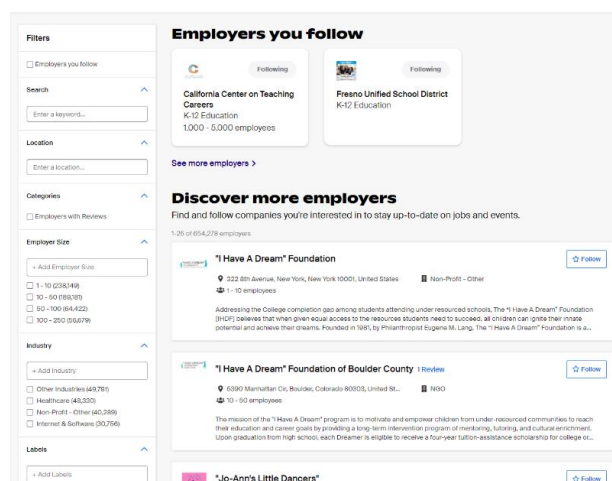 Filters
Employers you follow
Search
Enter a keyword...
Location
Enter a location...
Categories
Employers with Reviews
Employer Size
+ Add Employer Size
1 - 10 (238,149)
10 - 50 (189,181)
50 - 100 (64,422)
100 - 250 (56,679)
Industry
+ Add Industry
Other Industries (49,781)
Healthcare (48,330)
Non-Profit - Other (40,289)
Internet & Software (30,756)
Labels
+ Add Labels
Employers you follow
Following
California Center on Teaching
Careers
K-12 Education
1,000 - 5,000 employees
Following
Fresno Unified School District
K-12 Education
See more employers >
Discover more employers
Find and follow companies you're interested in to stay up-to-date on jobs and events.
1-25 of 654,278 employers
"I Have A Dream" Foundation
Follow
322 8th Avenue, New York, New York 10001, United States
Non-Profit - Other
1 - 10 employees
Addressing the College completion gap among students attending under resourced schools, The "I Have A Dream" Foundation
(IHDF) believes that when given equal access to the resources students need to succeed, all children can ignite their innate
potential and achieve their dreams. Founded in 1981, by Philanthropist Eugene M. Lang, The "I Have A Dream" Foundation is a...
"I Have A Dream" Foundation of Boulder County 1 Review
Follow
5390 Manhattan Cir, Boulder, Colorado 80303, United St...
NGO
10 - 50 employees
The mission of the "I Have A Dream" program is to motivate and empower children from under-resourced communities to reach
their education and career goals by providing a long-term intervention program of mentoring, tutoring, and cultural enrichment.
Upon graduation from high school, each Dreamer is eligible to receive a four-year tuition-assistance scholarship for college or...
"Jo-Ann's Little Dancers"
Follow